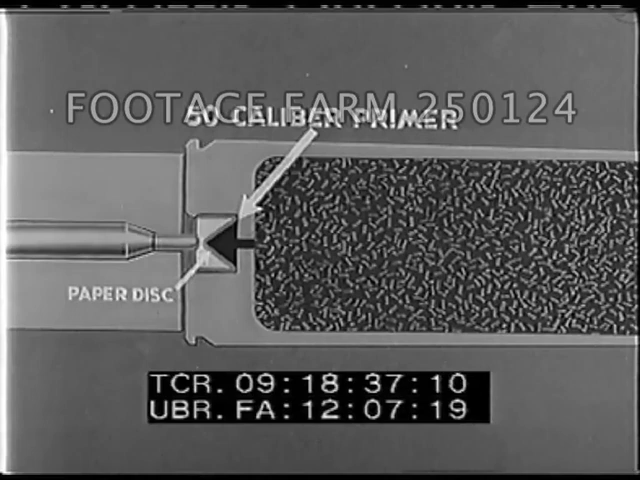 FOOTAGE FARM 250124
50 CALIBER PRIMER
PAPER DISC
TCR. 09:18:37:10
UBR. FA:12:07:19